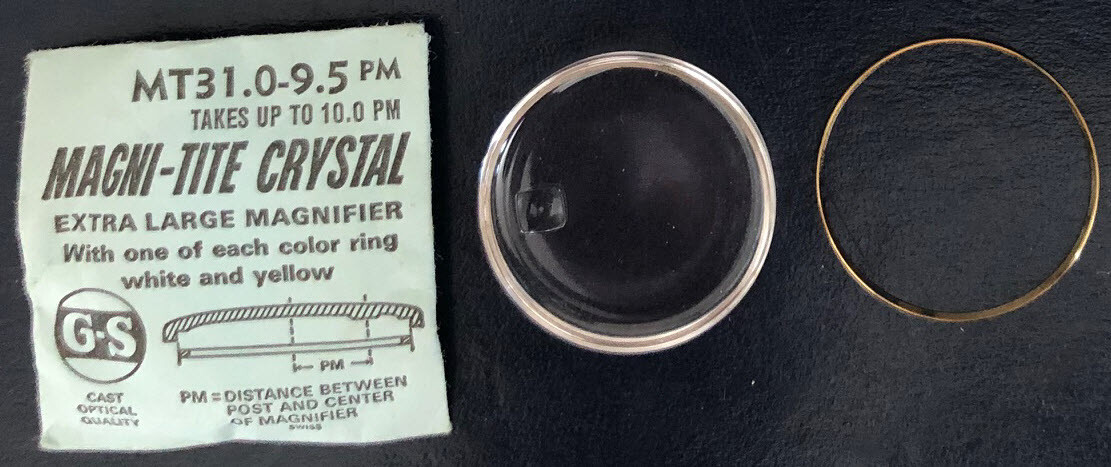 MT31.0-9.5 PM
TAKES UP TO 10.0 PM
MAGNI-TITE CRYSTAL
EXTRA LARGE MAGNIFIER
With one of each color ring
white and yellow
G-S
PM
CAST
OPTICAL
QUALITY
PM = DISTANCE BETWEEN
POST AND CENTER
OF MAGNIFIER
SWISS